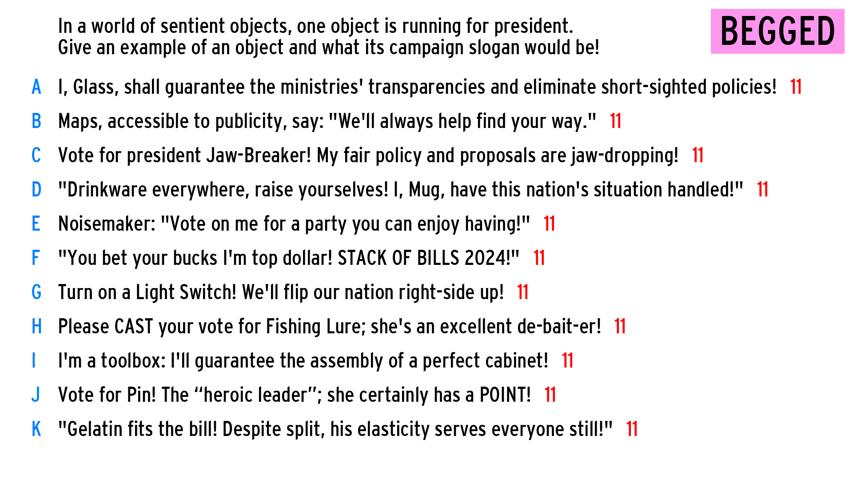 In a world of sentient objects, one object is running for president.
Give an example of an object and what its campaign slogan would be!
BEGGED
A I, Glass, shall guarantee the ministries' transparencies and eliminate short-sighted policies! 11
B Maps, accessible to publicity, say: "We'll always help find your way." 11
C Vote for president Jaw-Breaker! My fair policy and proposals are jaw-dropping! 11
D "Drinkware everywhere, raise yourselves! I, Mug, have this nation's situation handled!" 11
E Noisemaker: "Vote on me for a party you can enjoy having!" 11
F "You bet your bucks I'm top dollar! STACK OF BILLS 2024!" 11
G Turn on a Light Switch! We'll flip our nation right-side up! 11
H Please CAST your vote for Fishing Lure; she's an excellent de-bait-er! 11
I I'm a toolbox: I'll guarantee the assembly of a perfect cabinet! 11
J Vote for Pin! The “heroic leader”; she certainly has a POINT! 11
K "Gelatin fits the bill! Despite split, his elasticity serves everyone still!" 11